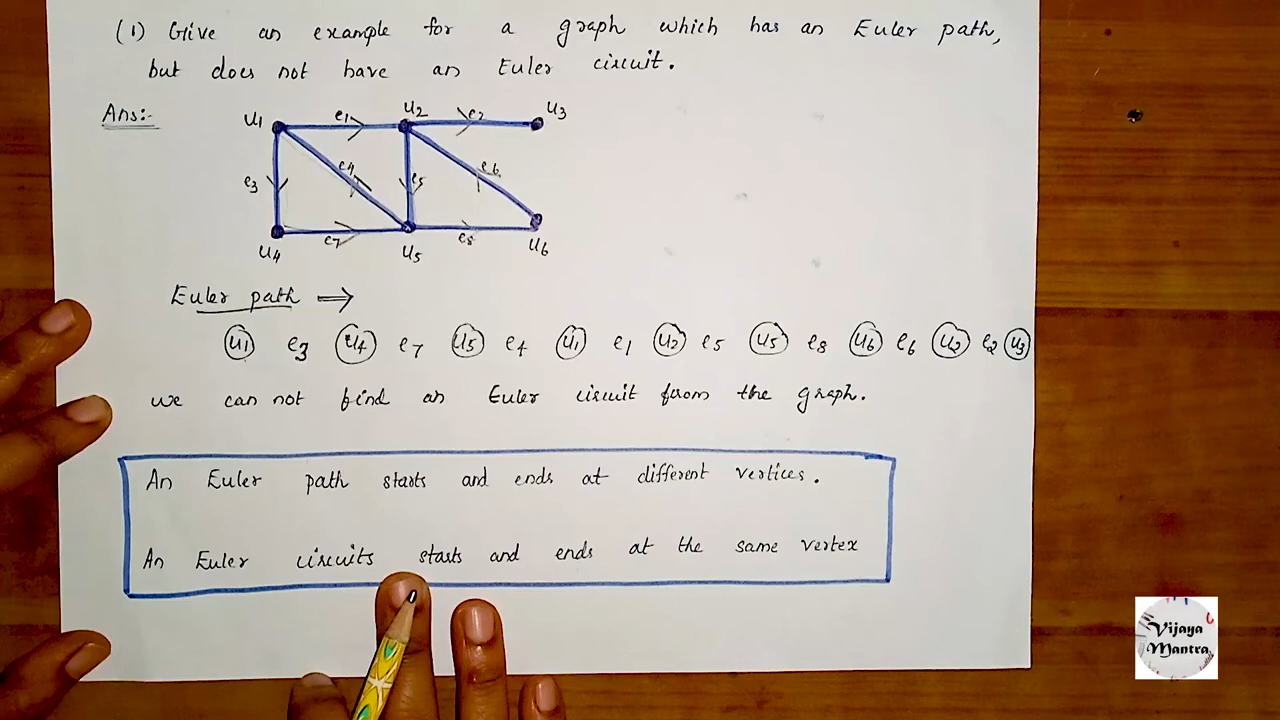 (1) Give an example for a graph which has an Euler path,
but does not have an Euler circuit.
Ans:-
u1 e1 u2 e2 u3
e3 e4 e5 e6
u4 e7 u5 e8 u6
Euler path ⇒
u1 e3 u4 e7 u5 e4 u1 e1 u2 e5 u5 e8 u6 e6 u2 e2 u3
we can not find an Euler circuit from the graph.
An Euler path starts and ends at different vertices.
An Euler circuits starts and ends at the same vertex
Vijaya
Mantra